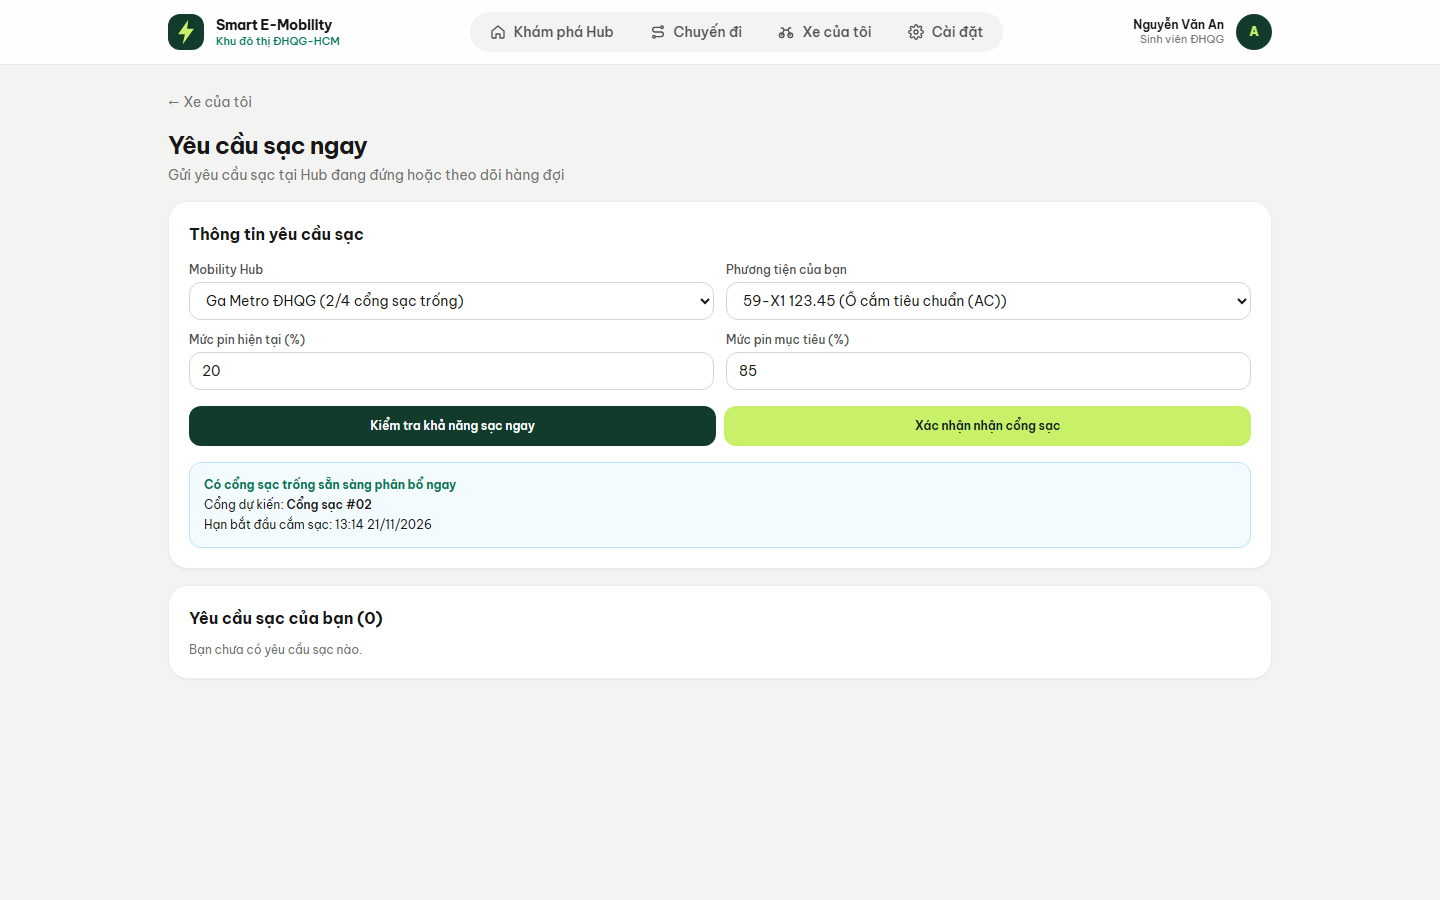 Smart E-Mobility
Khu đô thị ĐHQG-HCM
Khám phá Hub
Chuyến đi
Xe của tôi
Cài đặt
Nguyễn Văn An
Sinh viên ĐHQG
A
← Xe của tôi
Yêu cầu sạc ngay
Gửi yêu cầu sạc tại Hub đang đứng hoặc theo dõi hàng đợi
Thông tin yêu cầu sạc
Mobility Hub
Phương tiện của bạn
Ga Metro ĐHQG (2/4 cổng sạc trống)
59-X1 123.45 (Ổ cắm tiêu chuẩn (AC))
Mức pin hiện tại (%)
Mức pin mục tiêu (%)
20
85
Kiểm tra khả năng sạc ngay
Xác nhận nhận cổng sạc
Có cổng sạc trống sẵn sàng phân bổ ngay
Cổng dự kiến: Cổng sạc #02
Hạn bắt đầu cắm sạc: 13:14 21/11/2026
Yêu cầu sạc của bạn (0)
Bạn chưa có yêu cầu sạc nào.